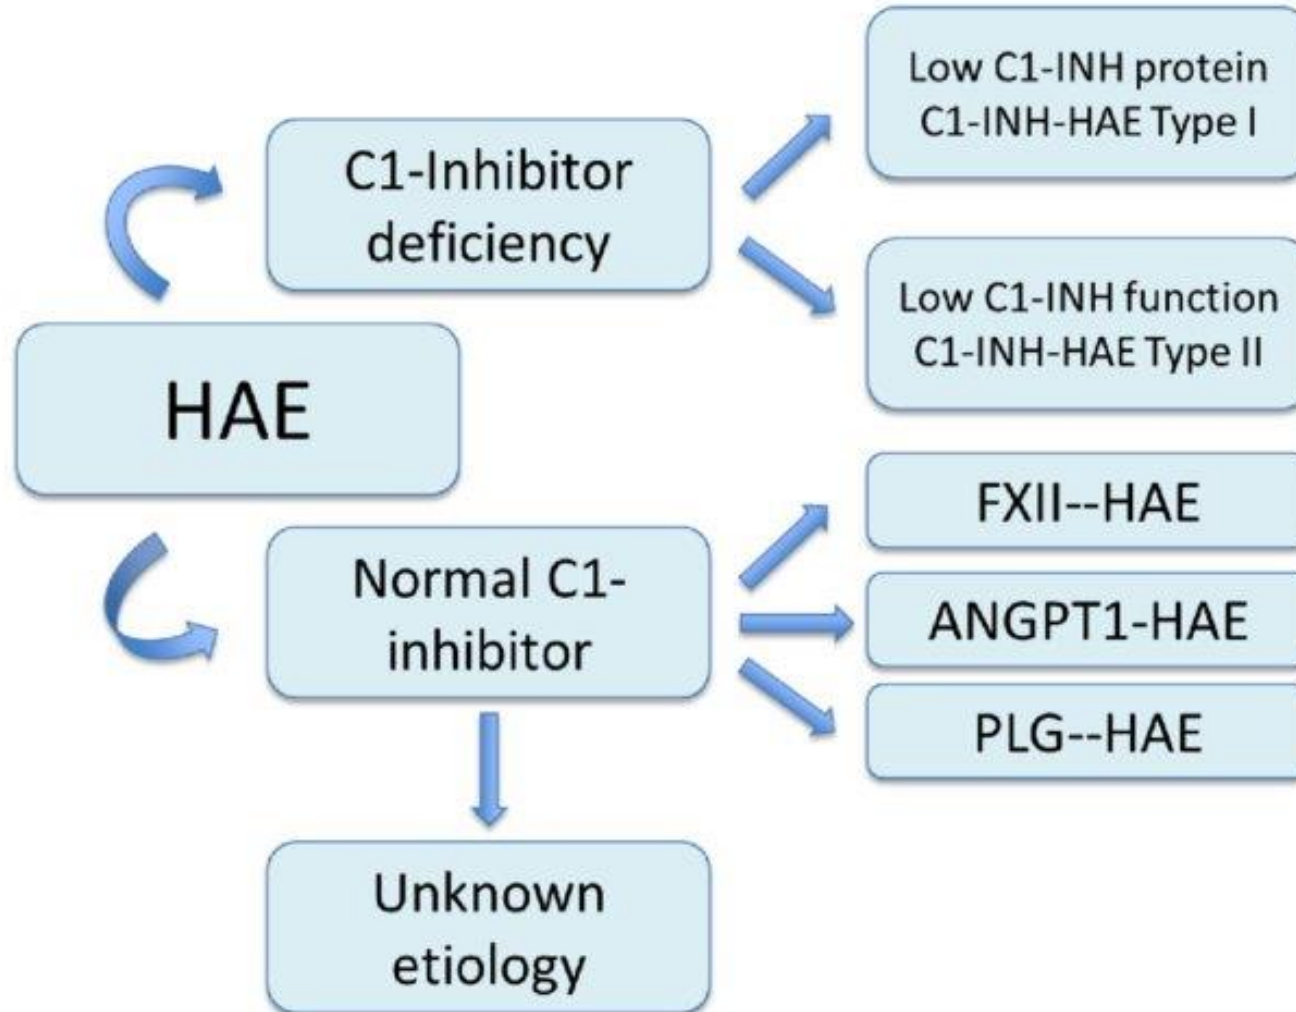 Low C1-INH protein
C1-INH-HAE Type I
C1-Inhibitor
deficiency
Low C1-INH function
C1-INH-HAE Type II
HAE
FXII--HAE
Normal C1-
inhibitor
ANGPT1-HAE
PLG--HAE
Unknown
etiology